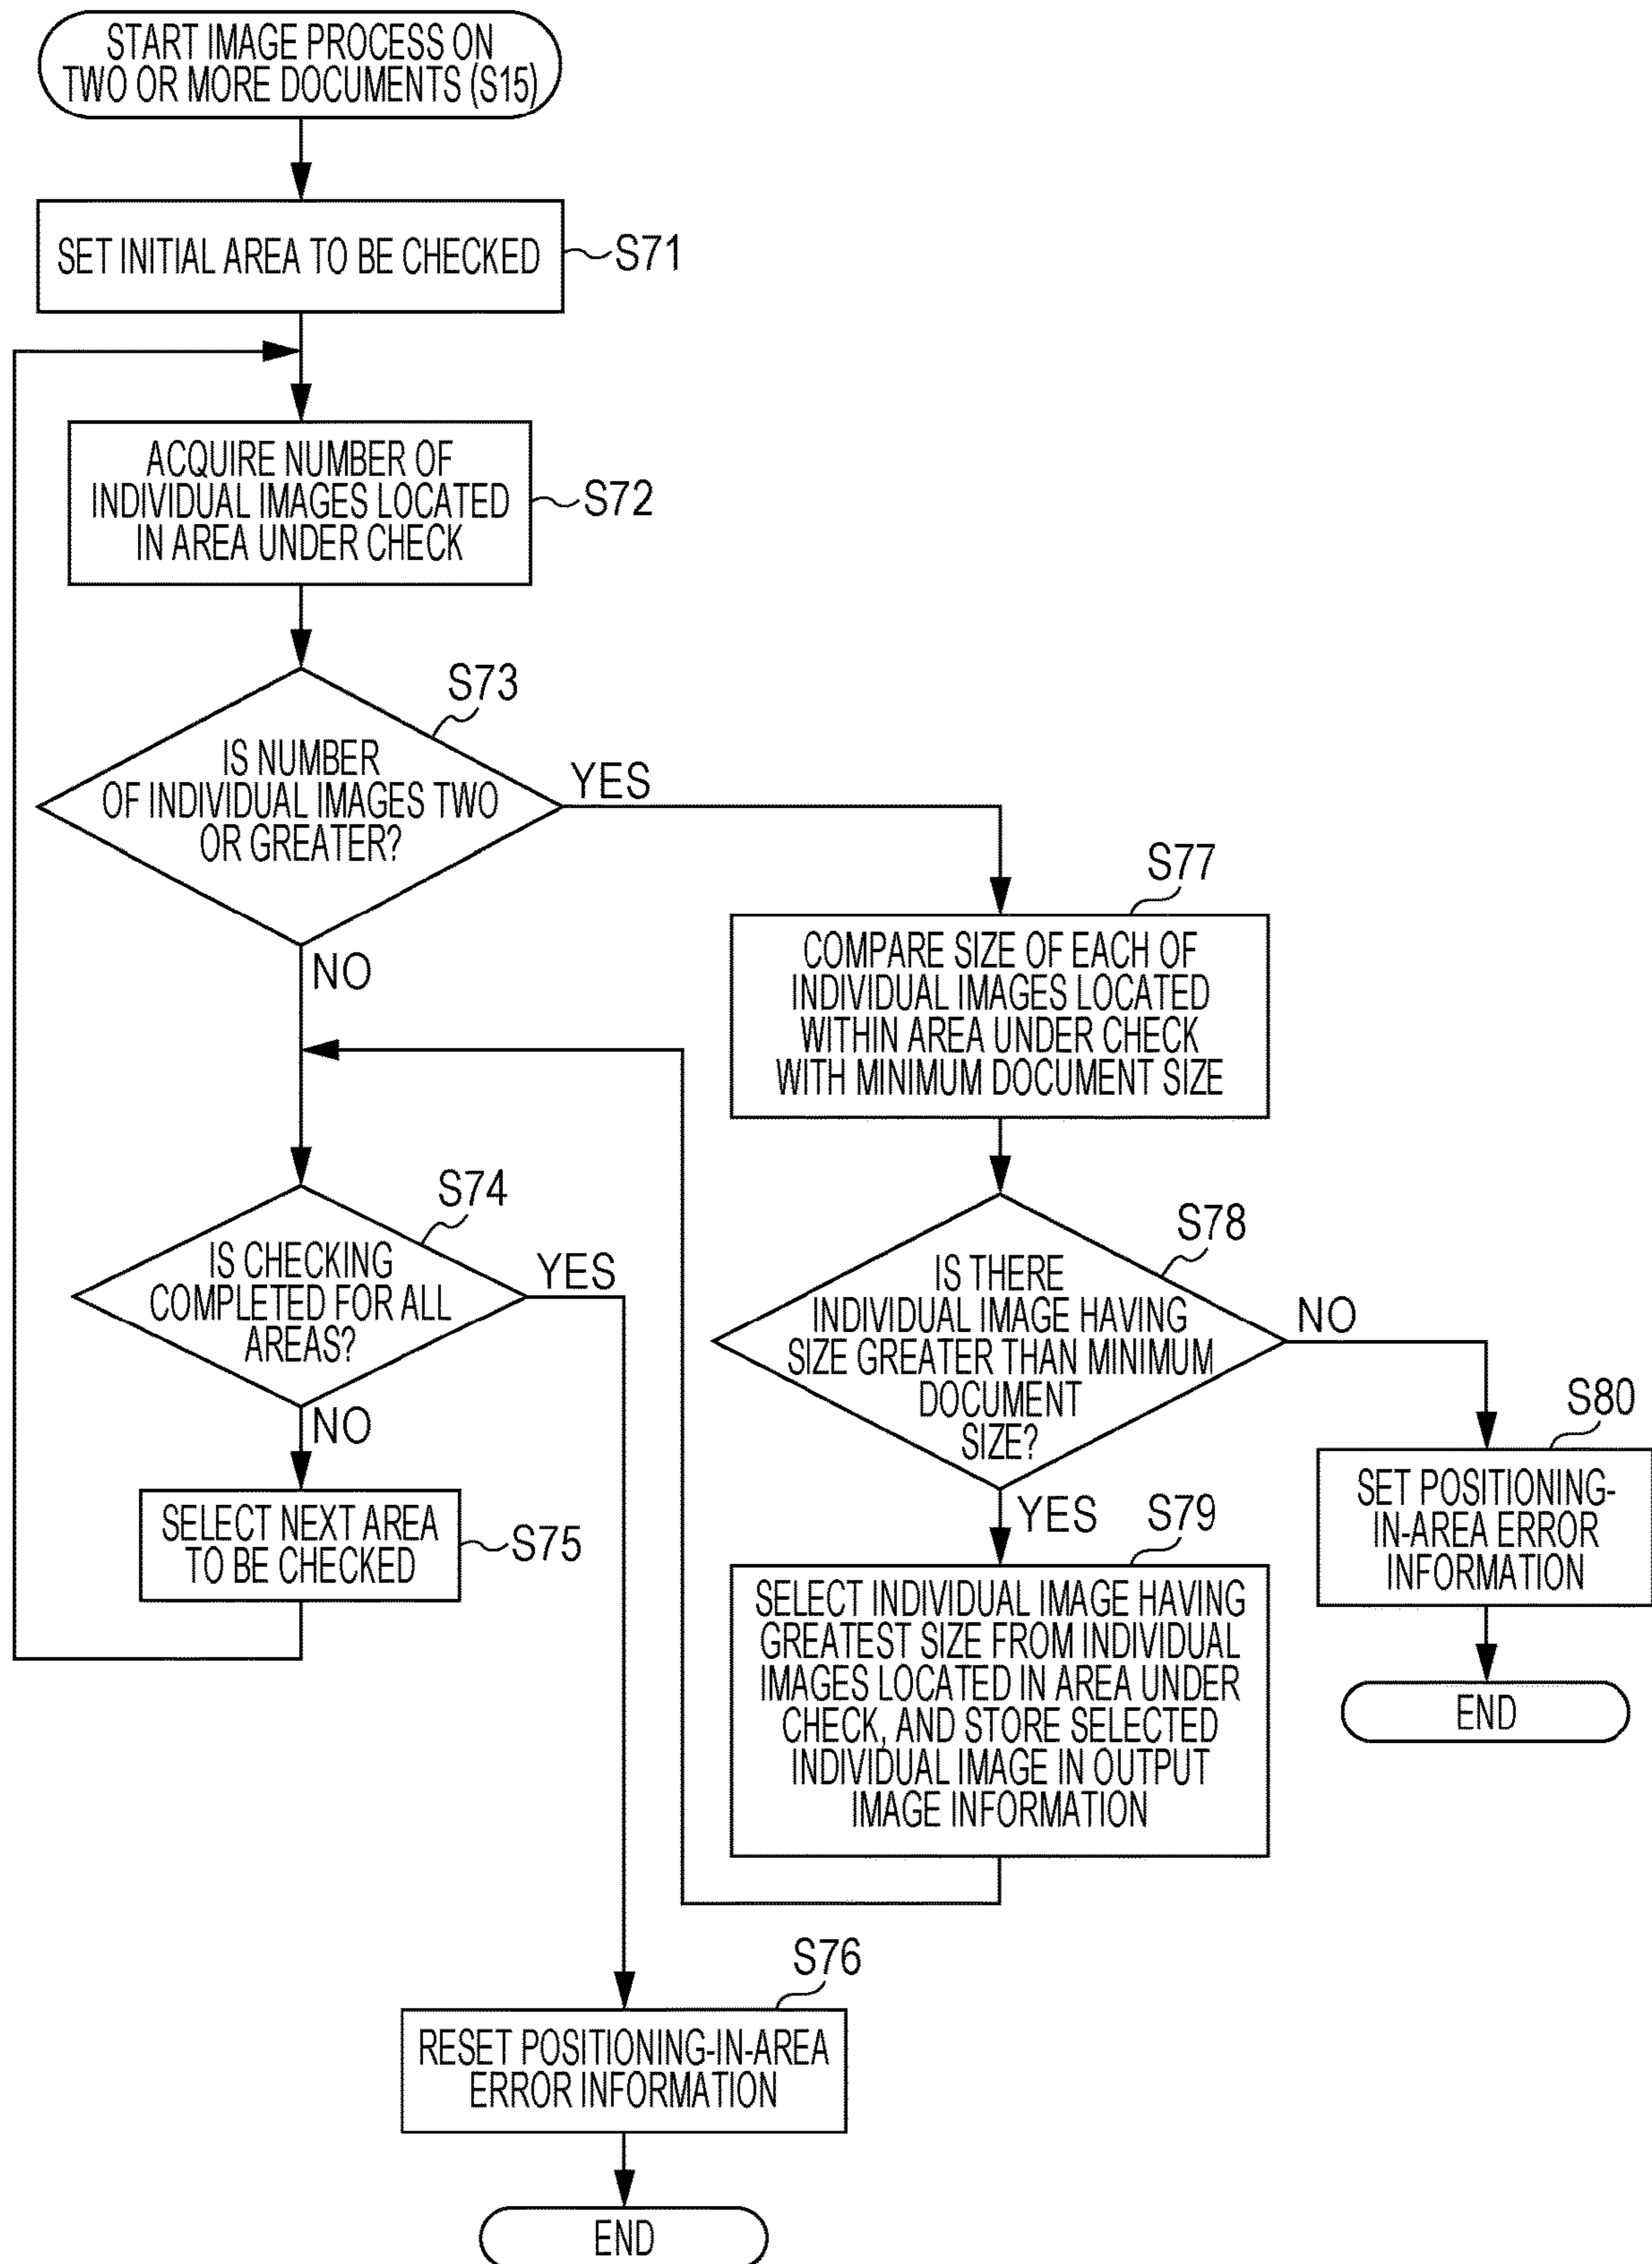 START IMAGE PROCESS ON
TWO OR MORE DOCUMENTS (S15)
SET INITIAL AREA TO BE CHECKED
S71
ACQUIRE NUMBER OF
INDIVIDUAL IMAGES LOCATED
IN AREA UNDER CHECK
S72
S73
IS NUMBER
OF INDIVIDUAL IMAGES TWO
OR GREATER?
YES
NO
S74
IS CHECKING
COMPLETED FOR ALL
AREAS?
YES
NO
SELECT NEXT AREA
TO BE CHECKED
S75
S77
COMPARE SIZE OF EACH OF
INDIVIDUAL IMAGES LOCATED
WITHIN AREA UNDER CHECK
WITH MINIMUM DOCUMENT SIZE
S78
IS THERE
INDIVIDUAL IMAGE HAVING
SIZE GREATER THAN MINIMUM
DOCUMENT
SIZE?
NO
YES
S79
SELECT INDIVIDUAL IMAGE HAVING
GREATEST SIZE FROM INDIVIDUAL
IMAGES LOCATED IN AREA UNDER
CHECK, AND STORE SELECTED
INDIVIDUAL IMAGE IN OUTPUT
IMAGE INFORMATION
S80
SET POSITIONING-
IN-AREA ERROR
INFORMATION
END
S76
RESET POSITIONING-IN-AREA
ERROR INFORMATION
END